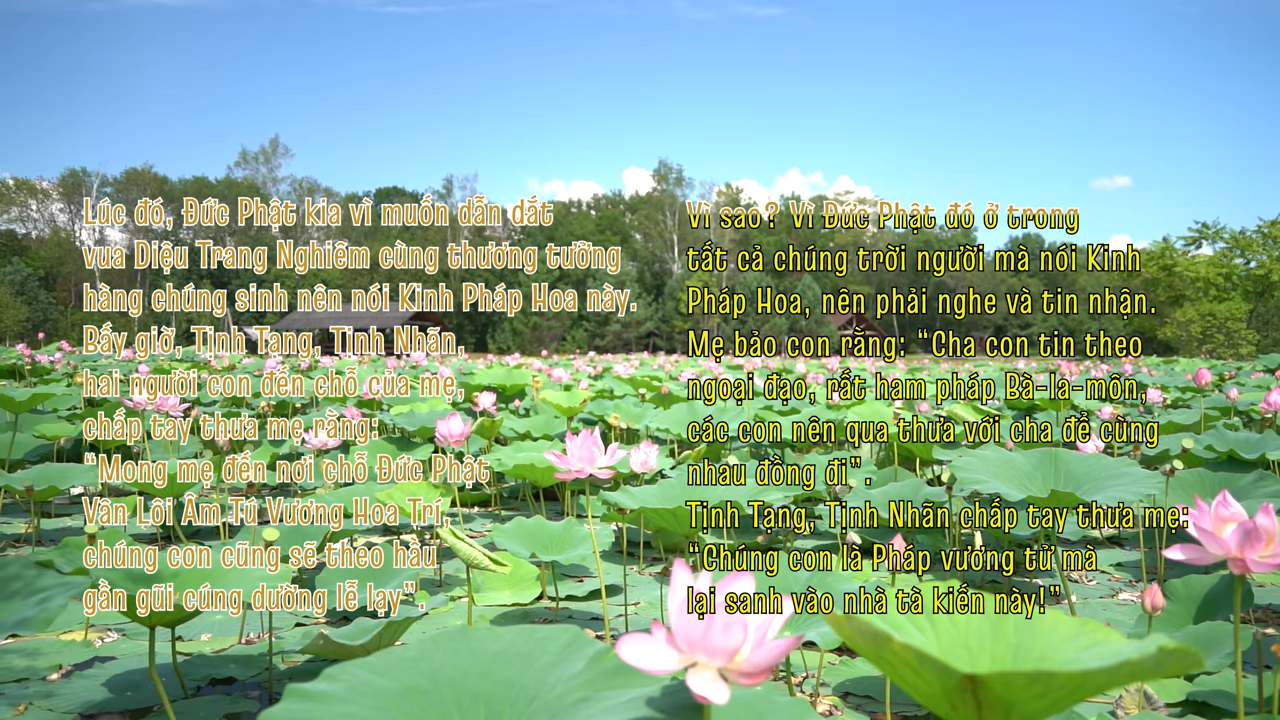 Lúc đó, Đức Phật kia vì muốn dẫn dắt
vua Diệu Trang Nghiêm cùng thương tưởng
hàng chúng sinh nên nói Kinh Pháp Hoa này.
Bấy giờ, Tịnh Tạng, Tịnh Nhãn,
hai người con đến chỗ của mẹ,
chấp tay thưa mẹ rằng:
“Mong mẹ đến nơi chỗ Đức Phật
Vân Lôi Âm Tú Vương Hoa Trí,
chúng con cũng sẽ theo hầu
gần gũi cúng dường lễ lạy”.
Vì sao? Vì Đức Phật đó ở trong
tất cả chúng trời người mà nói Kinh
Pháp Hoa, nên phải nghe và tin nhận.
Mẹ bảo con rằng: “Cha con tin theo
ngoại đạo, rất ham pháp Bà-la-môn,
các con nên qua thưa với cha để cùng
nhau đồng đi”.
Tịnh Tạng, Tịnh Nhãn chấp tay thưa mẹ:
“Chúng con là Pháp vương tử mà
lại sanh vào nhà tà kiến này!”